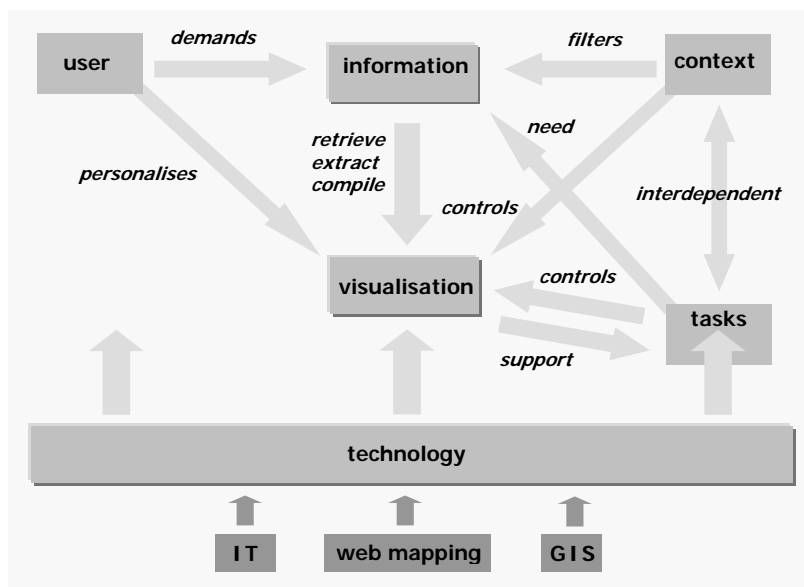 demands
filters
user
information
context
retrieve
extract
compile
need
personalises
controls
interdependent
visualisation
controls
tasks
support
technology
IT
web mapping
GIS